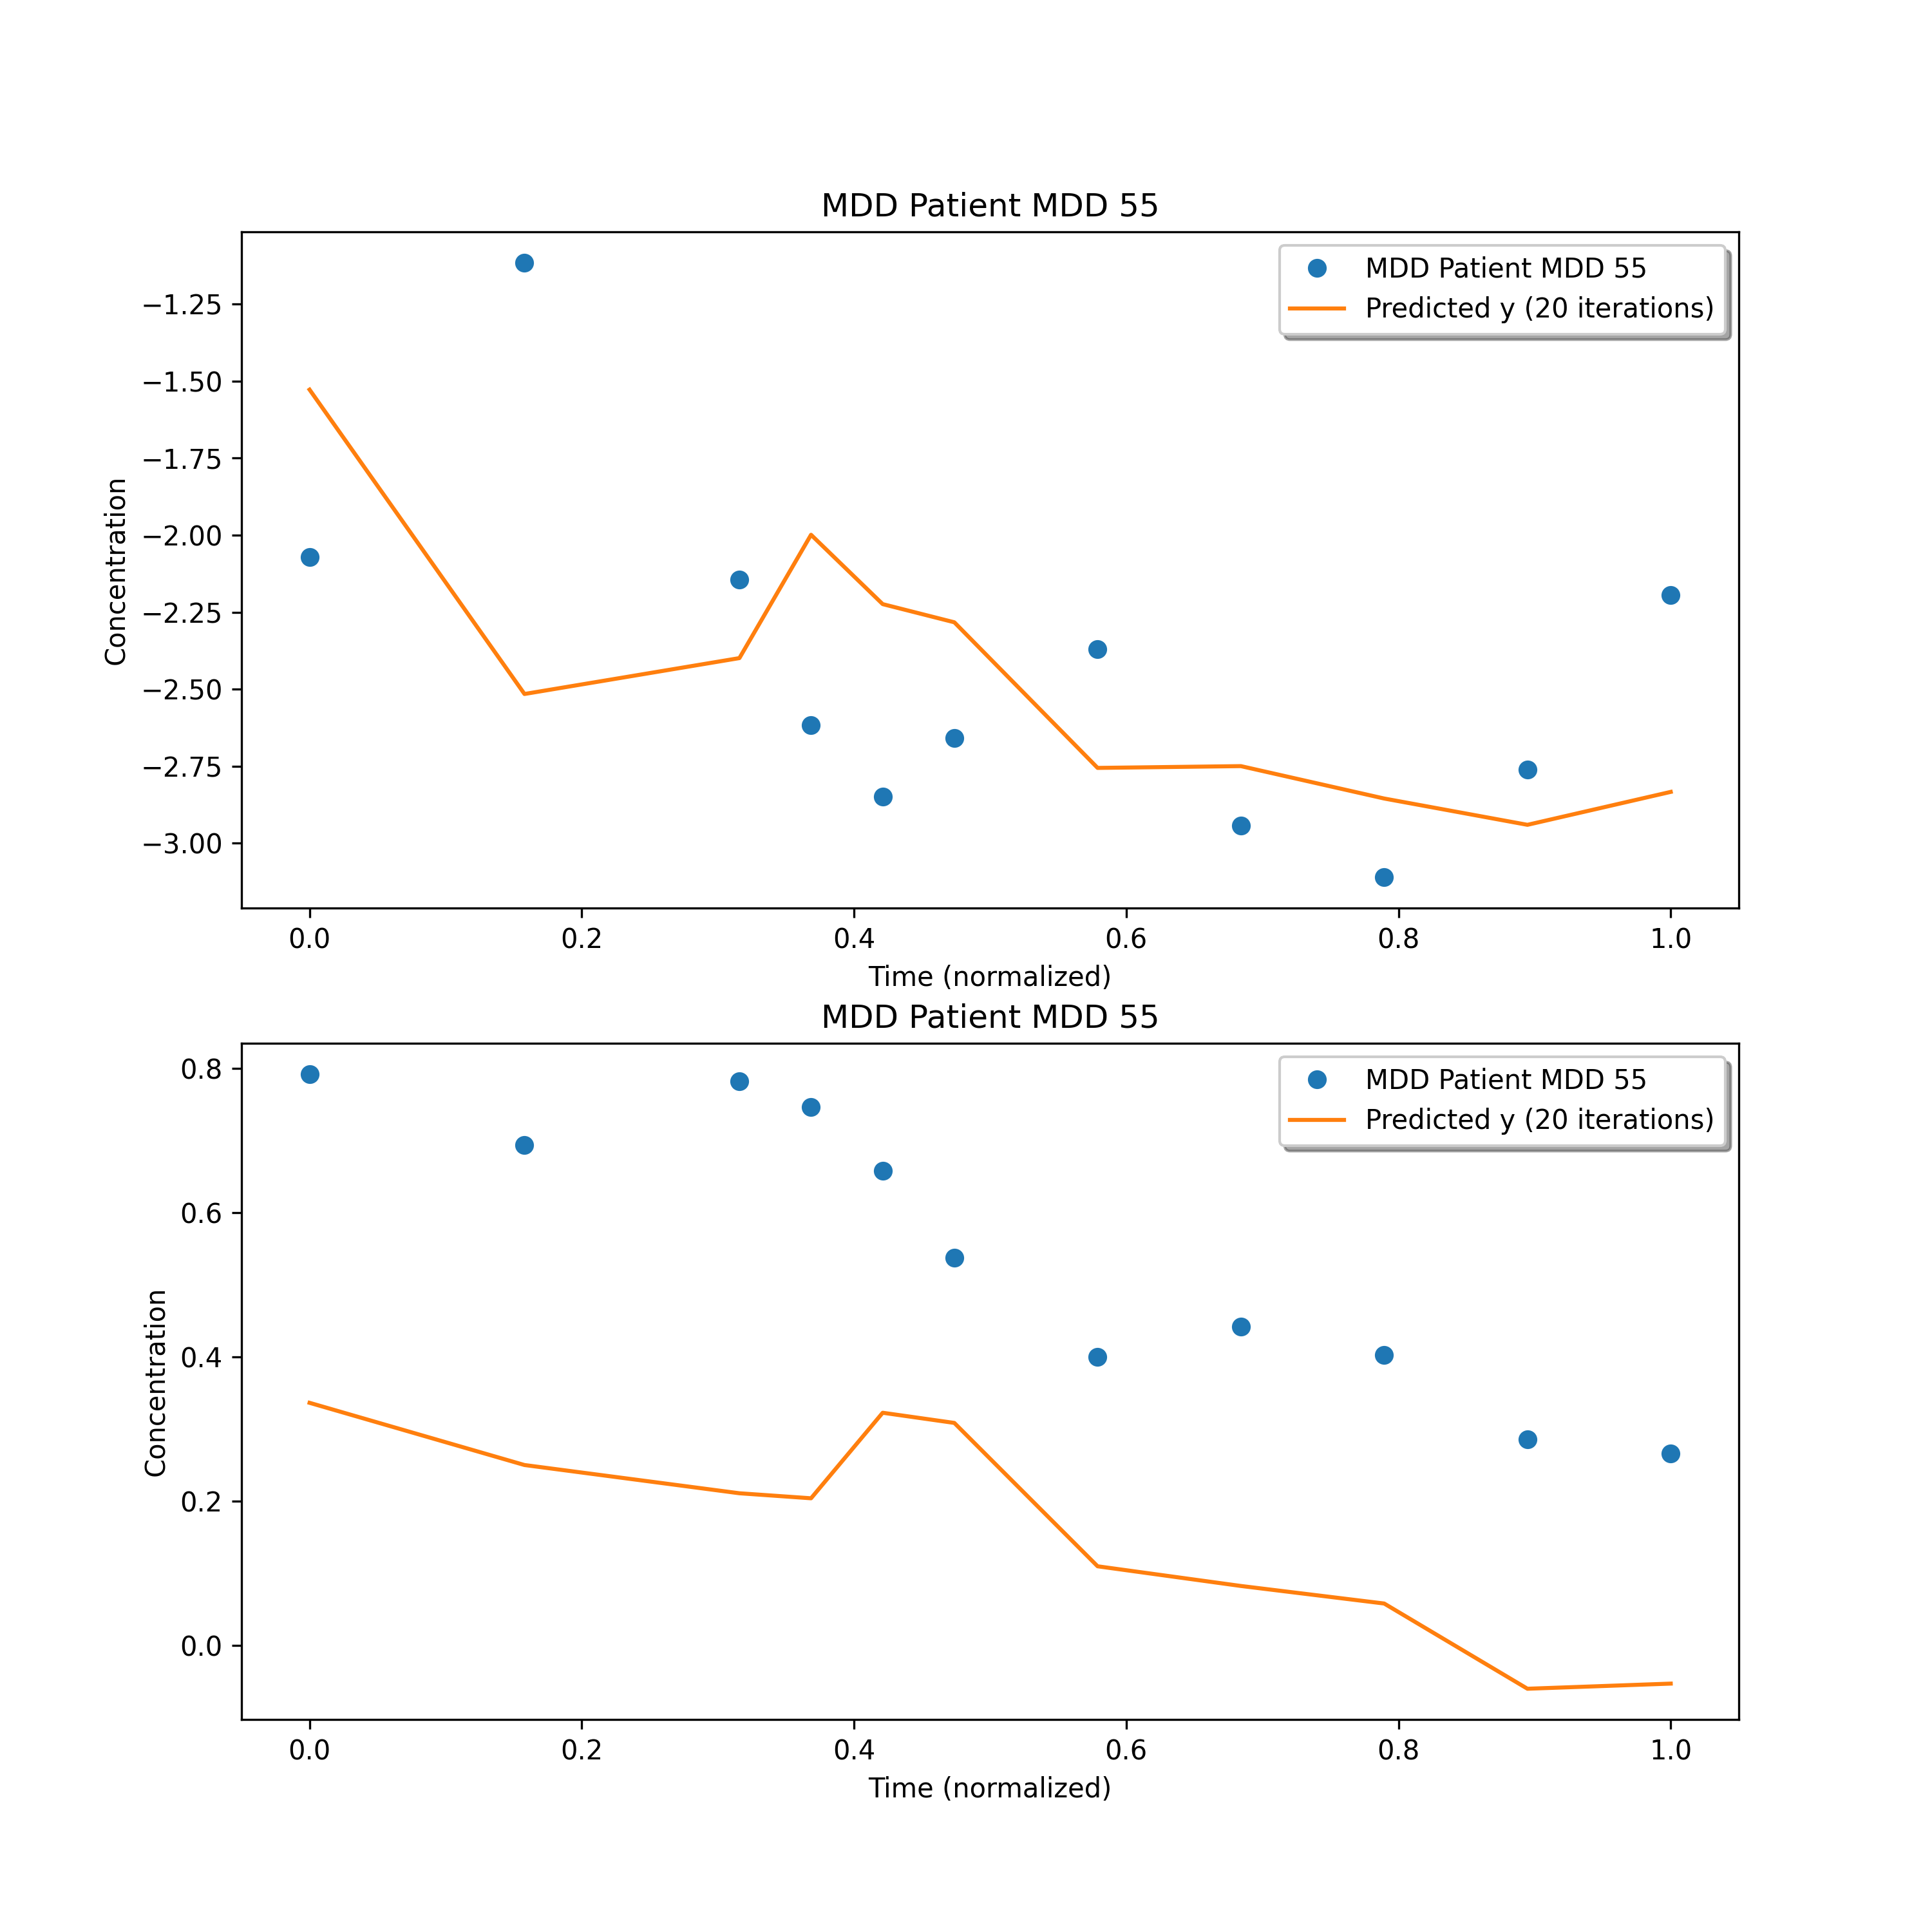 MDD Patient MDD 55
MDD Patient MDD 55
Predicted y (20 iterations)
Concentration
−1.25
−1.50
−1.75
−2.00
−2.25
−2.50
−2.75
−3.00
0.0 0.2 0.4 0.6 0.8 1.0
Time (normalized)
MDD Patient MDD 55
MDD Patient MDD 55
Predicted y (20 iterations)
Concentration
0.8
0.6
0.4
0.2
0.0
0.0 0.2 0.4 0.6 0.8 1.0
Time (normalized)